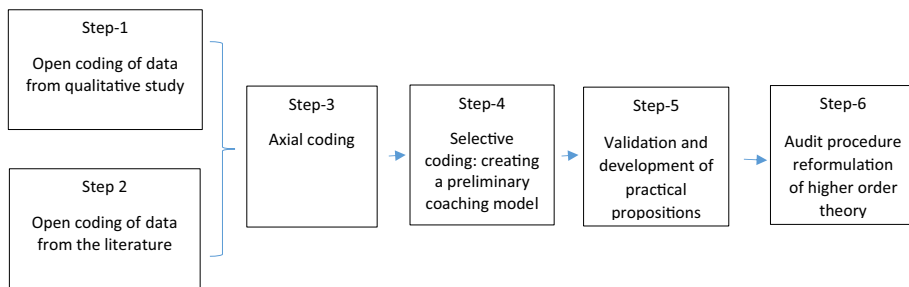 Step-1
Open coding of data
from qualitative study
Step 2
Open coding of data
from the literature
Step-3
Axial coding
Step-4
Selective
coding: creating
a preliminary
coaching model
Step-5
Validation and
development of
practical
propositions
Step-6
Audit procedure
reformulation
of higher order
theory